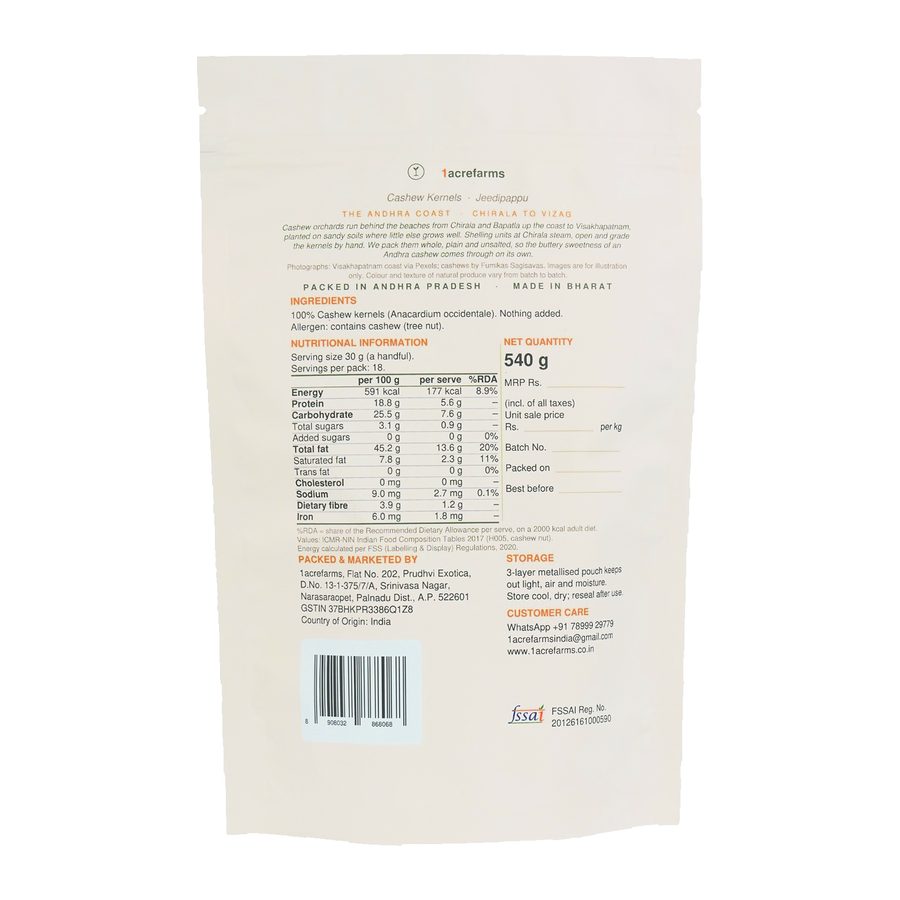 1acrefarms
Cashew Kernels · Jeedipappu
THE ANDHRA COAST · CHIRALA TO VIZAG
Cashew orchards run behind the beaches from Chirala and Bapatla up the coast to Visakhapatnam,
planted on sandy soils where little else grows well. Shelling units at Chirala steam, open and grade
the kernels by hand. We pack them whole, plain and unsalted, so the buttery sweetness of an
Andhra cashew comes through on its own.
Photographs: Visakhapatnam coast via Pexels; cashews by Fumikas Sagisavas. Images are for illustration
only. Colour and texture of natural produce vary from batch to batch.
PACKED IN ANDHRA PRADESH · MADE IN BHARAT
INGREDIENTS
100% Cashew kernels (Anacardium occidentale). Nothing added.
Allergen: contains cashew (tree nut).
NUTRITIONAL INFORMATION
Serving size 30 g (a handful).
Servings per pack: 18.
per 100 g per serve %RDA
Energy 591 kcal 177 kcal 8.9%
Protein 18.8 g 5.6 g –
Carbohydrate 25.5 g 7.6 g –
Total sugars 3.1 g 0.9 g –
Added sugars 0 g 0 g 0%
Total fat 45.2 g 13.6 g 20%
Saturated fat 7.8 g 2.3 g 11%
Trans fat 0 g 0 g 0%
Cholesterol 0 mg 0 mg –
Sodium 9.0 mg 2.7 mg 0.1%
Dietary fibre 3.9 g 1.2 g –
Iron 6.0 mg 1.8 mg –
%RDA = share of the Recommended Dietary Allowance per serve, on a 2000 kcal adult diet.
Values: ICMR-NIN Indian Food Composition Tables 2017 (H005, cashew nut).
Energy calculated per FSS (Labelling & Display) Regulations, 2020.
NET QUANTITY
540 g
MRP Rs.
(incl. of all taxes)
Unit sale price
Rs. per kg
Batch No.
Packed on
Best before
PACKED & MARKETED BY
1acrefarms, Flat No. 202, Prudhvi Exotica,
D.No. 13-1-375/7/A, Srinivasa Nagar,
Narasaraopet, Palnadu Dist., A.P. 522601
GSTIN 37BHKPR3386Q1Z8
Country of Origin: India
STORAGE
3-layer metallised pouch keeps
out light, air and moisture.
Store cool, dry; reseal after use.
CUSTOMER CARE
WhatsApp +91 78999 29779
1acrefarmsindia@gmail.com
www.1acrefarms.co.in
8 908032 868068
fssai
FSSAI Reg. No.
20126161000590